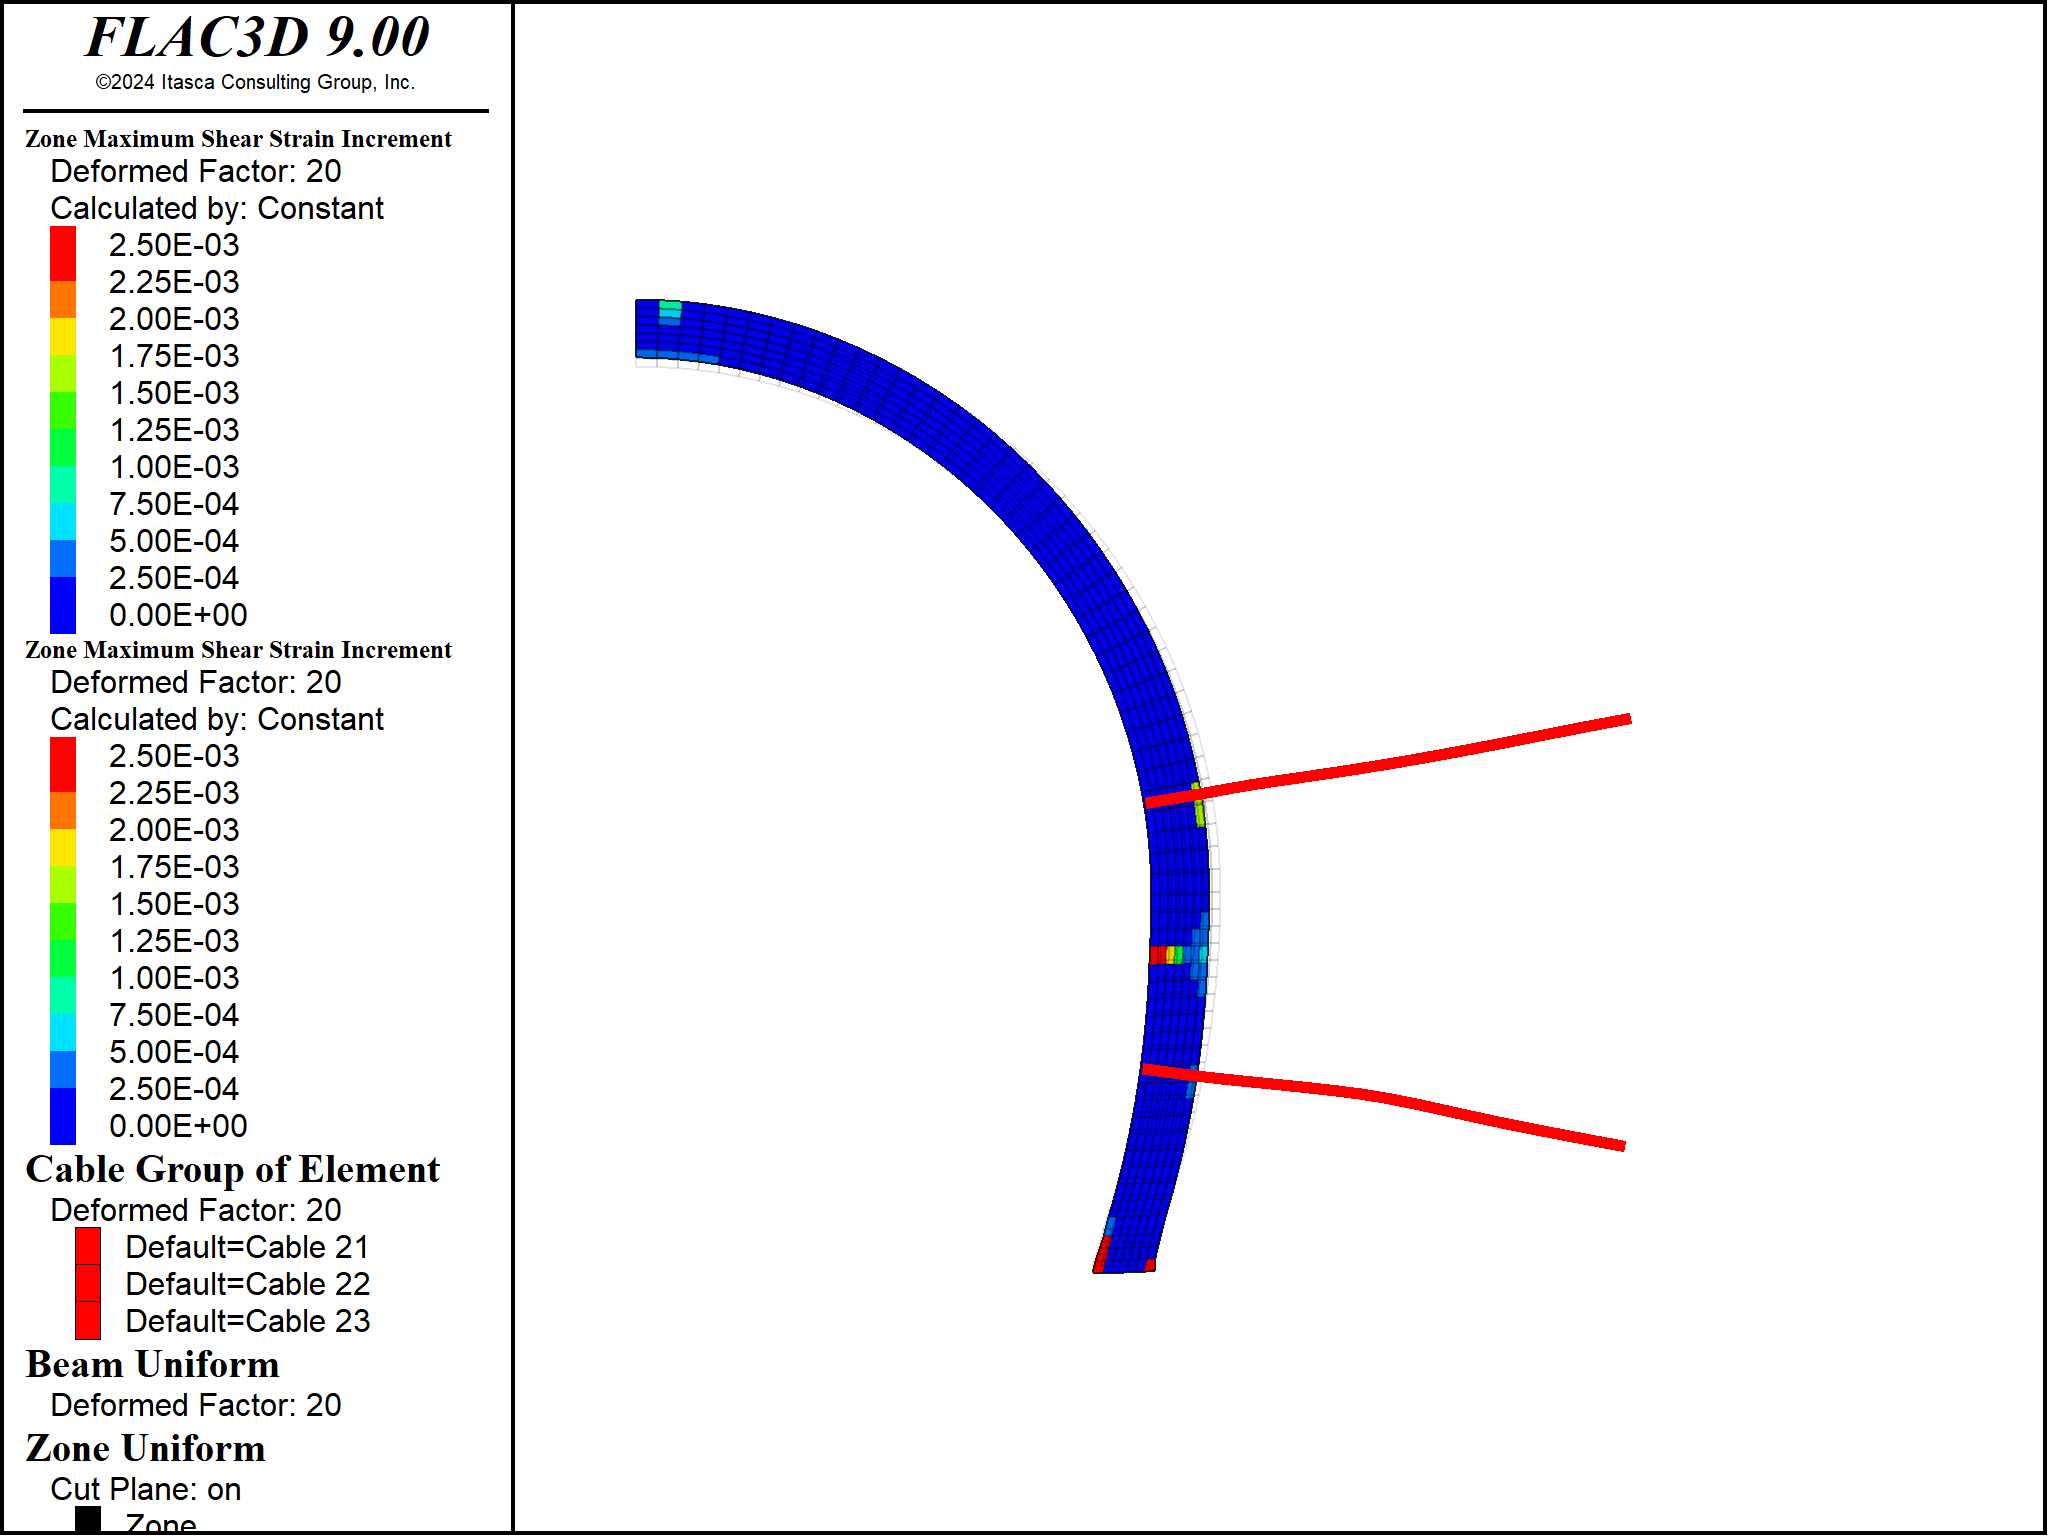 FLAC3D 9.00
©2024 Itasca Consulting Group, Inc.
Zone Maximum Shear Strain Increment
Deformed Factor: 20
Calculated by: Constant
2.50E-03
2.25E-03
2.00E-03
1.75E-03
1.50E-03
1.25E-03
1.00E-03
7.50E-04
5.00E-04
2.50E-04
0.00E+00
Zone Maximum Shear Strain Increment
Deformed Factor: 20
Calculated by: Constant
2.50E-03
2.25E-03
2.00E-03
1.75E-03
1.50E-03
1.25E-03
1.00E-03
7.50E-04
5.00E-04
2.50E-04
0.00E+00
Cable Group of Element
Deformed Factor: 20
Default=Cable 21
Default=Cable 22
Default=Cable 23
Beam Uniform
Deformed Factor: 20
Zone Uniform
Cut Plane: on
Zone